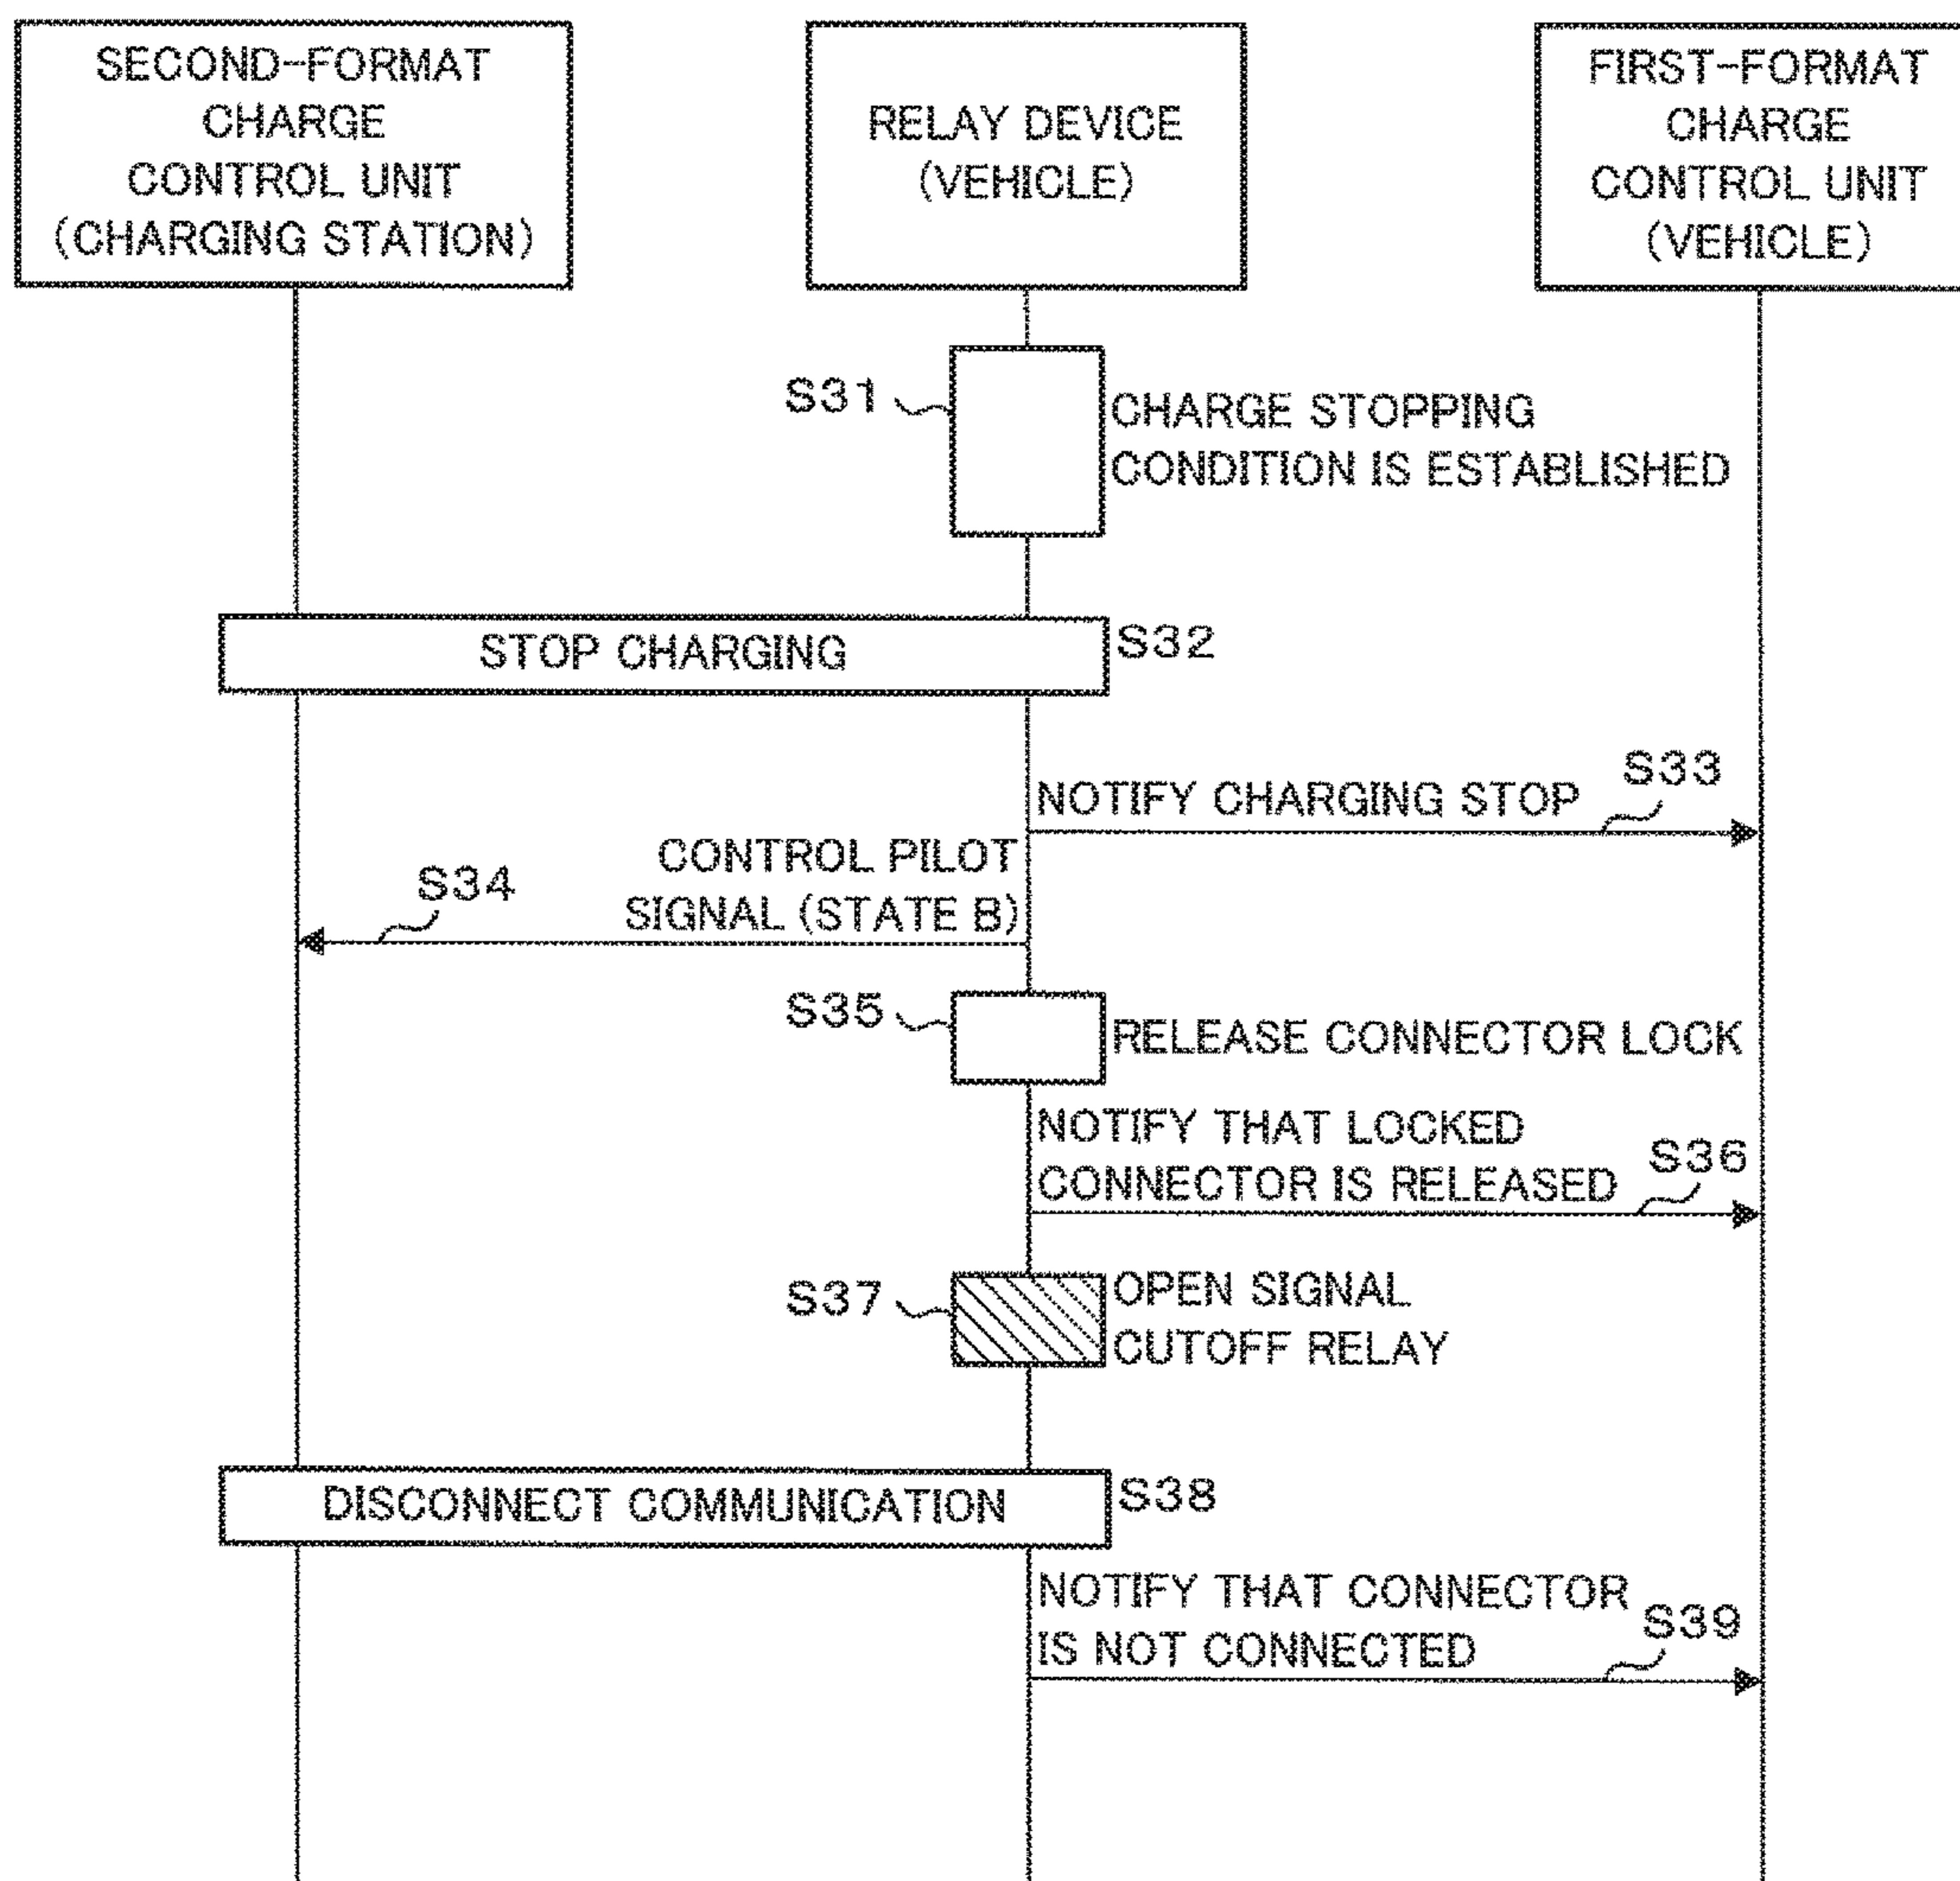 SECOND-FORMAT
CHARGE
CONTROL UNIT
(CHARGING STATION)
RELAY DEVICE
(VEHICLE)
FIRST-FORMAT
CHARGE
CONTROL UNIT
(VEHICLE)
S31
CHARGE STOPPING
CONDITION IS ESTABLISHED
STOP CHARGING
S32
NOTIFY CHARGING STOP
S33
CONTROL PILOT
SIGNAL (STATE B)
S34
S35
RELEASE CONNECTOR LOCK
NOTIFY THAT LOCKED
CONNECTOR IS RELEASED
S36
S37
OPEN SIGNAL
CUTOFF RELAY
DISCONNECT COMMUNICATION
S38
NOTIFY THAT CONNECTOR
IS NOT CONNECTED
S39